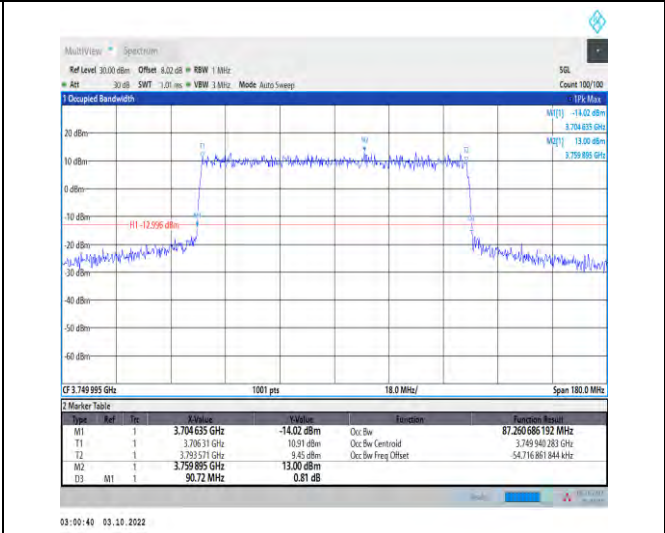 MultiView Spectrum
Ref Level 30.00 dBm Offset 8.02 dB RBW 1 MHz SGL
Att 30 dB SWT 1.01 ms VBW 3 MHz Mode Auto Sweep Count 100/100
1 Occupied Bandwidth 1Pk Max
M1[1] -14.02 dBm
3.704 635 GHz
20 dBm
M2[1] 13.00 dBm
3.759 895 GHz
M2
10 dBm
0 dBm
-10 dBm
H1 -12.996 dBm
-30 dBm
-40 dBm
-50 dBm
-60 dBm
CF 3.749 995 GHz 1001 pts 18.0 MHz/ Span 180.0 MHz
2 Marker Table
Type Ref Trc X-Value Y-Value Function Function Result
M1 1 3.704 635 GHz -14.02 dBm Occ Bw 87.260 686 192 MHz
T1 1 3.706 31 GHz 10.91 dBm Occ Bw Centroid 3.749 940 283 GHz
T2 1 3.793 571 GHz 9.45 dBm Occ Bw Freq Offset -54.716 861 844 kHz
M2 1 3.759 895 GHz 13.00 dBm
D3 M1 1 90.72 MHz 0.81 dB
Ready
03:00:40 03.10.2022